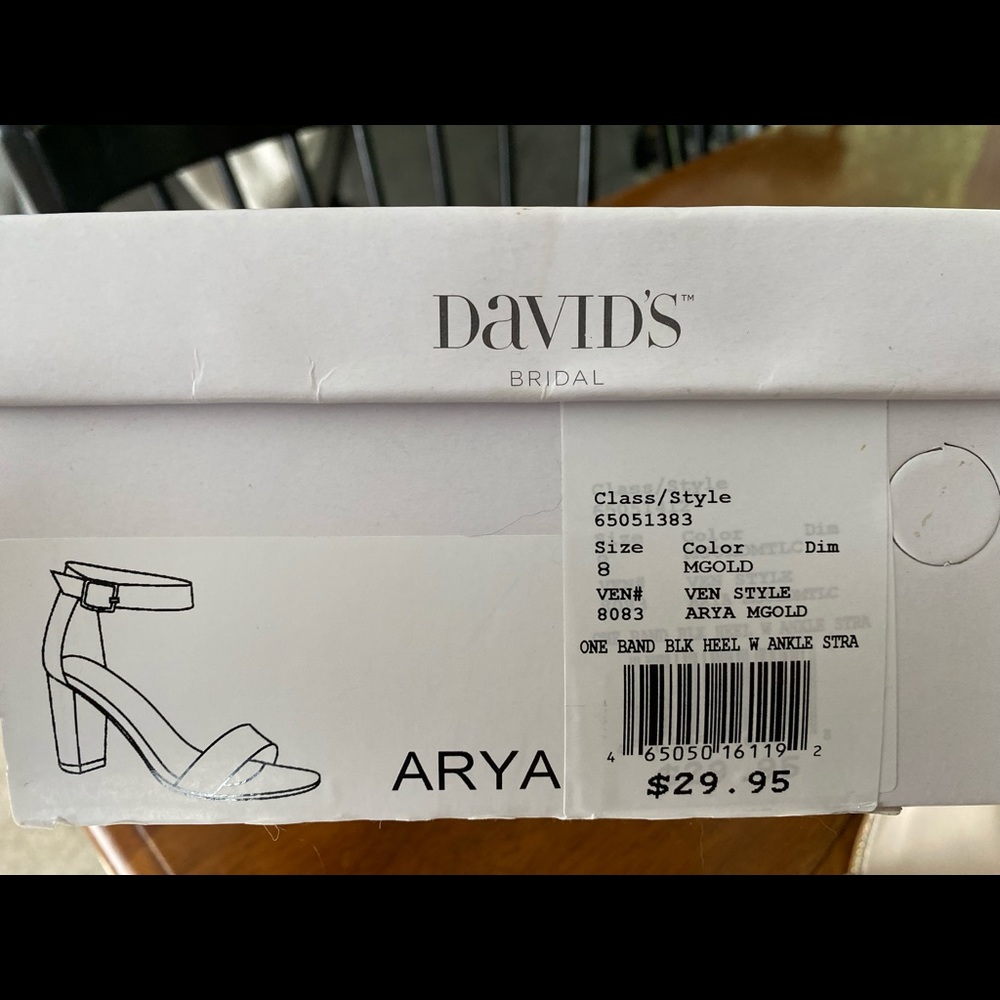 DaVID'S™
BRIDAL
Class/Style
65051383
Size Color Dim
8 MGOLD
VEN# VEN STYLE
8083 ARYA MGOLD
ONE BAND BLK HEEL W ANKLE STRA
4 65050 16119 2
$29.95
ARYA